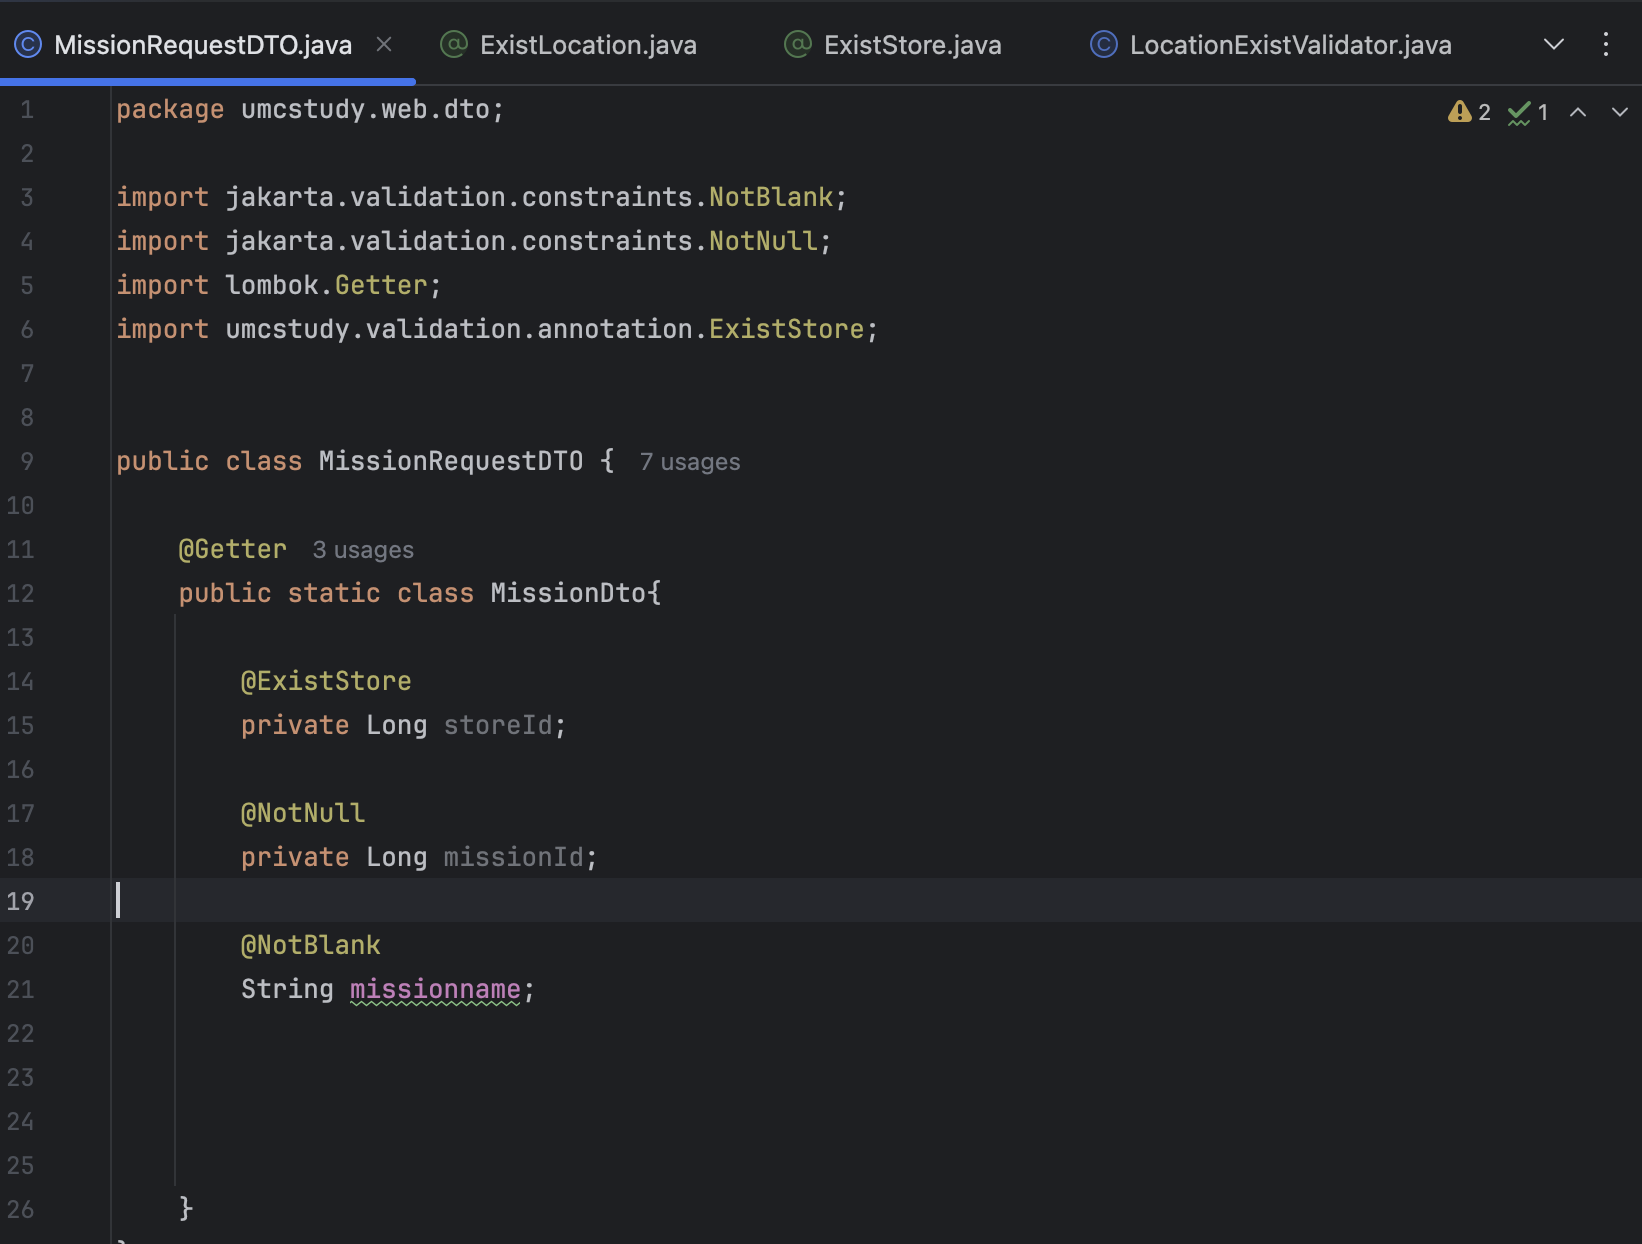 MissionRequestDTO.java ExistLocation.java ExistStore.java LocationExistValidator.java
2 1
1 package umcstudy.web.dto;
2
3 import jakarta.validation.constraints.NotBlank;
4 import jakarta.validation.constraints.NotNull;
5 import lombok.Getter;
6 import umcstudy.validation.annotation.ExistStore;
7
8
9 public class MissionRequestDTO { 7 usages
10
11 @Getter 3 usages
12 public static class MissionDto{
13
14 @ExistStore
15 private Long storeId;
16
17 @NotNull
18 private Long missionId;
19
20 @NotBlank
21 String missionname;
22
23
24
25
26 }